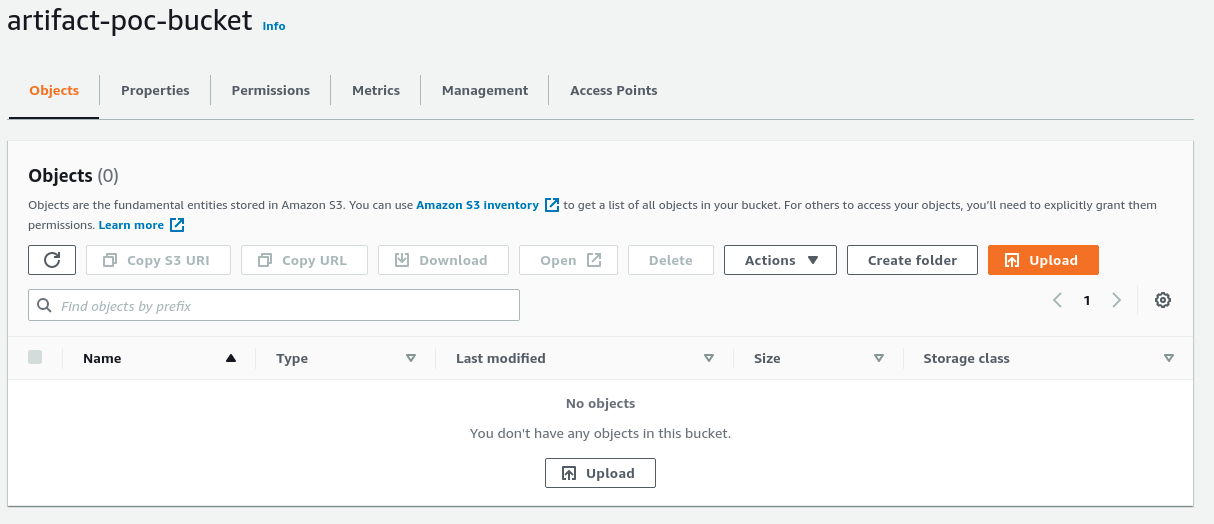 artifact-poc-bucket Info
Objects Properties Permissions Metrics Management Access Points
Objects (0)
Objects are the fundamental entities stored in Amazon S3. You can use Amazon S3 inventory to get a list of all objects in your bucket. For others to access your objects, you’ll need to explicitly grant them
permissions. Learn more
Copy S3 URI Copy URL Download Open Delete Actions Create folder Upload
Find objects by prefix 1
Name Type Last modified Size Storage class
No objects
You don't have any objects in this bucket.
Upload